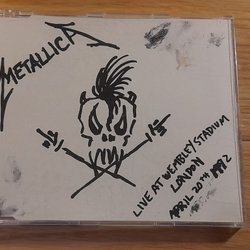 METALLICA
LIVE AT WEMBLEY STADIUM
LONDON
APRIL 20TH 1992